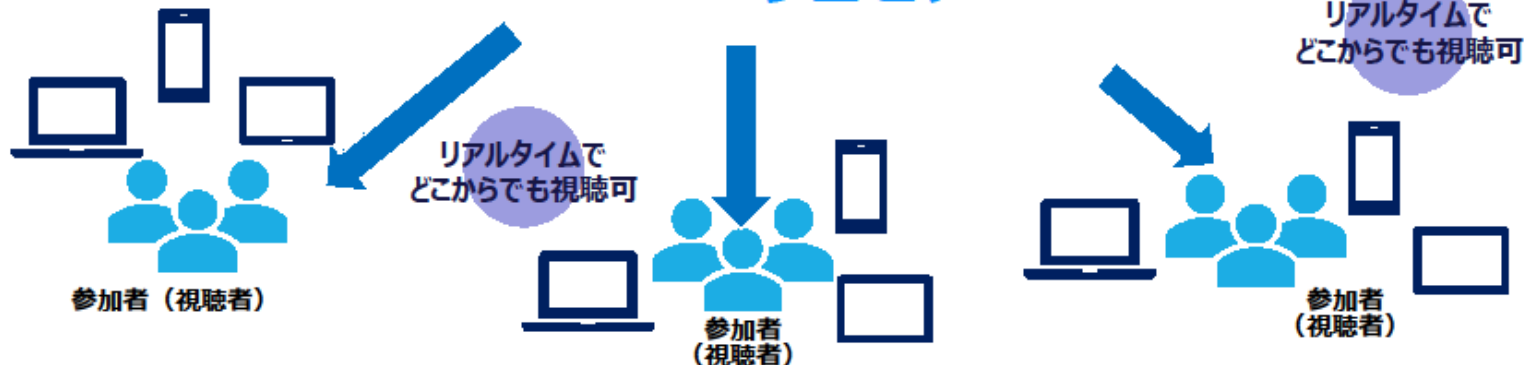 リアルタイムで
どこからでも視聴可
リアルタイムで
どこからでも視聴可
参加者（視聴者）
参加者
（視聴者）
参加者
（視聴者）